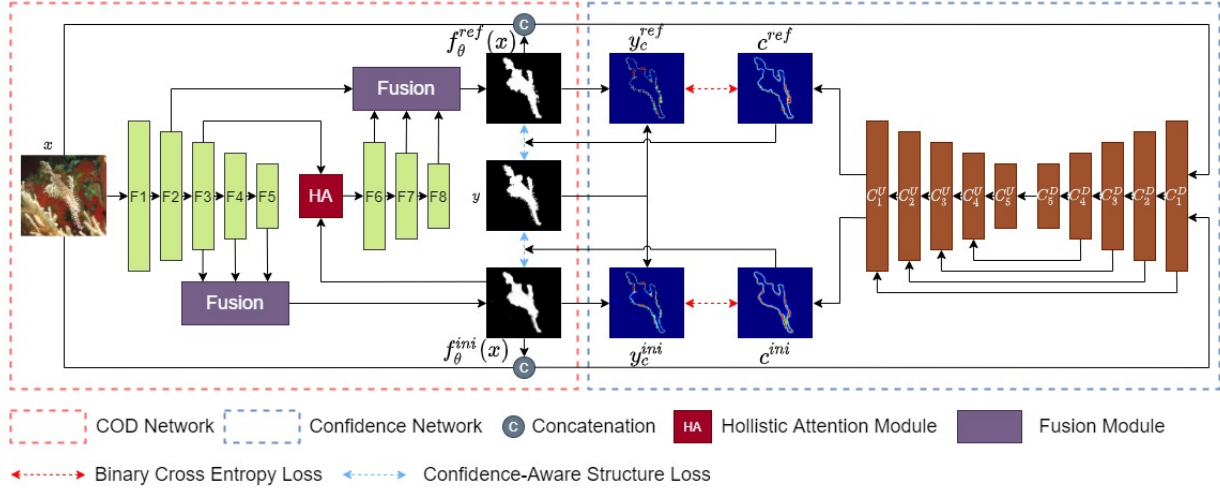 C
f_θ^{ref}(x)
y_c^{ref}
c^{ref}
Fusion
x
F1 F2 F3 F4 F5
HA
F6 F7 F8
y
C_1^U C_2^U C_3^U C_4^U C_5^U C_5^D C_4^D C_3^D C_2^D C_1^D
Fusion
f_θ^{ini}(x)
y_c^{ini}
c^{ini}
C
COD Network
Confidence Network
C Concatenation
HA Hollistic Attention Module
Fusion Module
Binary Cross Entropy Loss
Confidence-Aware Structure Loss